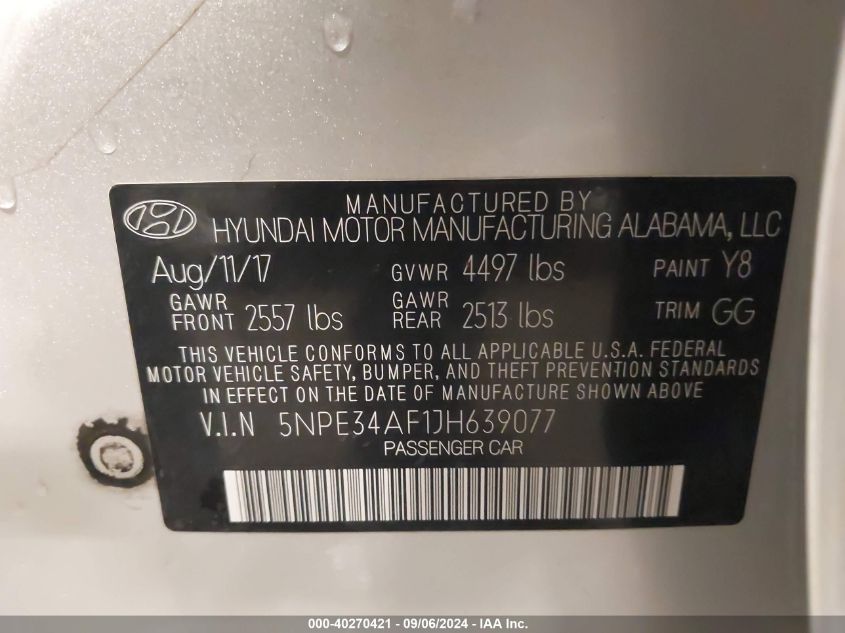 MANUFACTURED BY
HYUNDAI MOTOR MANUFACTURING ALABAMA, LLC
Aug/11/17 GVWR 4497 lbs PAINT Y8
GAWR FRONT 2557 lbs GAWR REAR 2513 lbs TRIM GG
THIS VEHICLE CONFORMS TO ALL APPLICABLE U.S.A. FEDERAL
MOTOR VEHICLE SAFETY, BUMPER, AND THEFT PREVENTION STANDARDS
IN EFFECT ON THE DATE OF MANUFACTURE SHOWN ABOVE
V.I.N 5NPE34AF1JH639077
PASSENGER CAR
000-40270421 - 09/06/2024 - IAA Inc.